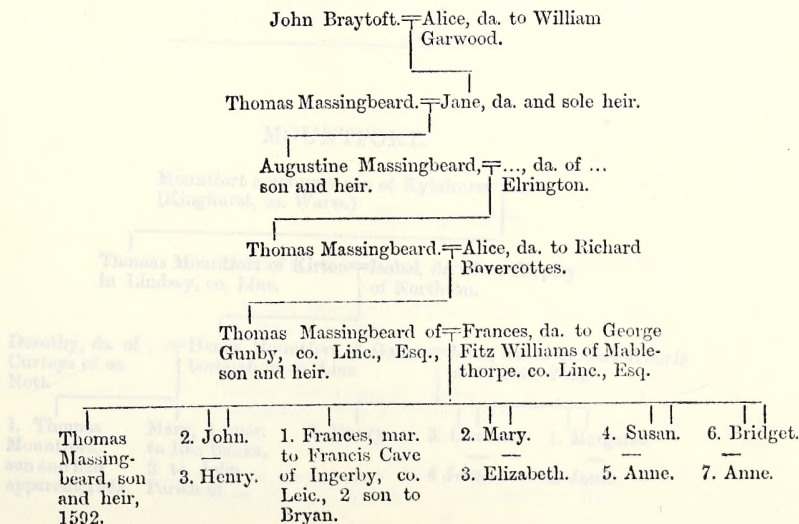 John Braytoft.=Alice, da. to William
Garwood.
Thomas Massingbeard.=Jane, da. and sole heir.
Augustine Massingbeard,=..., da. of ...
son and heir. Elrington.
Thomas Massingbeard.=Alice, da. to Richard
Bovercottes.
Thomas Massingbeard of=Frances, da. to George
Gunby, co. Linc., Esq., Fitz Williams of Mable-
son and heir. thorpe, co. Linc., Esq.
Thomas
Massing-
beard, son
and heir,
1592.
2. John.
3. Henry.
1. Frances, mar.
to Francis Cave
of Ingerby, co.
Leic., 2 son to
Bryan.
2. Mary.
—
3. Elizabeth.
4. Susan.
—
5. Anne.
6. Bridget.
—
7. Anne.